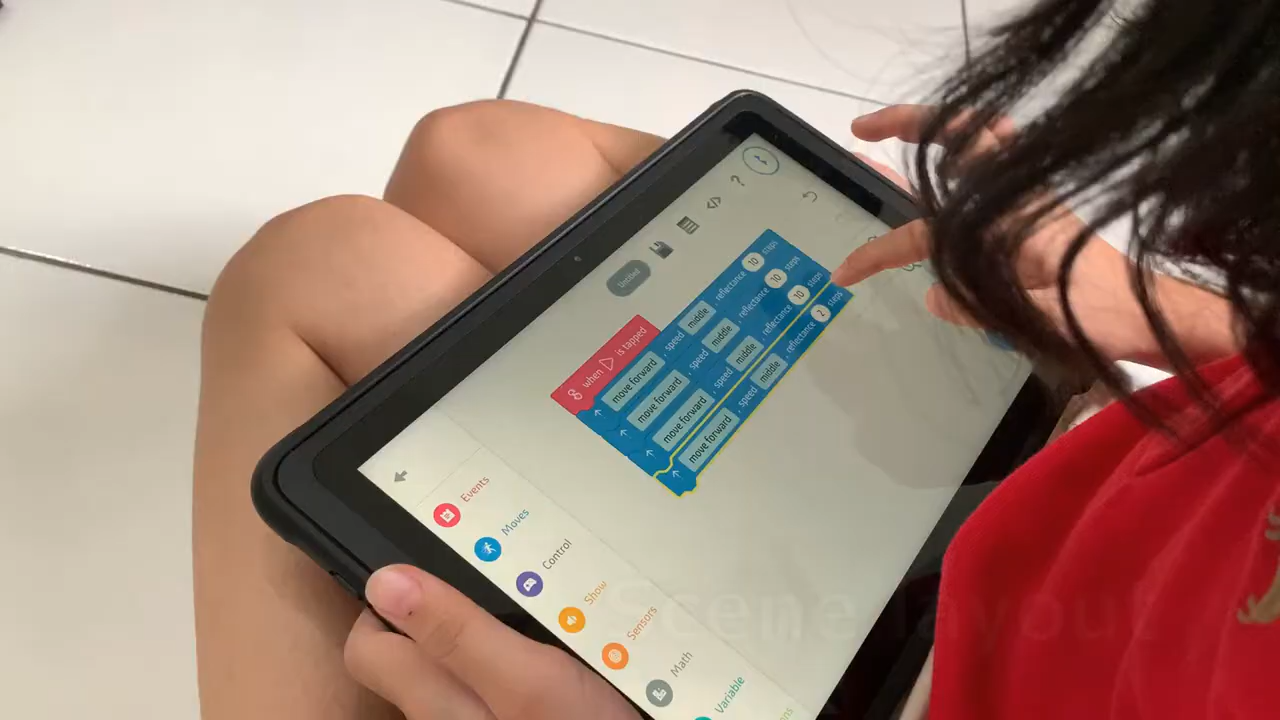 Untitled
when is tapped
move forward , speed middle , reflectance 10 steps
move forward , speed middle , reflectance 10 steps
move forward , speed middle , reflectance 10 steps
move forward , speed middle , reflectance 2 steps
Events
Moves
Control
Show
Sensors
Math
Variable
Scene layout